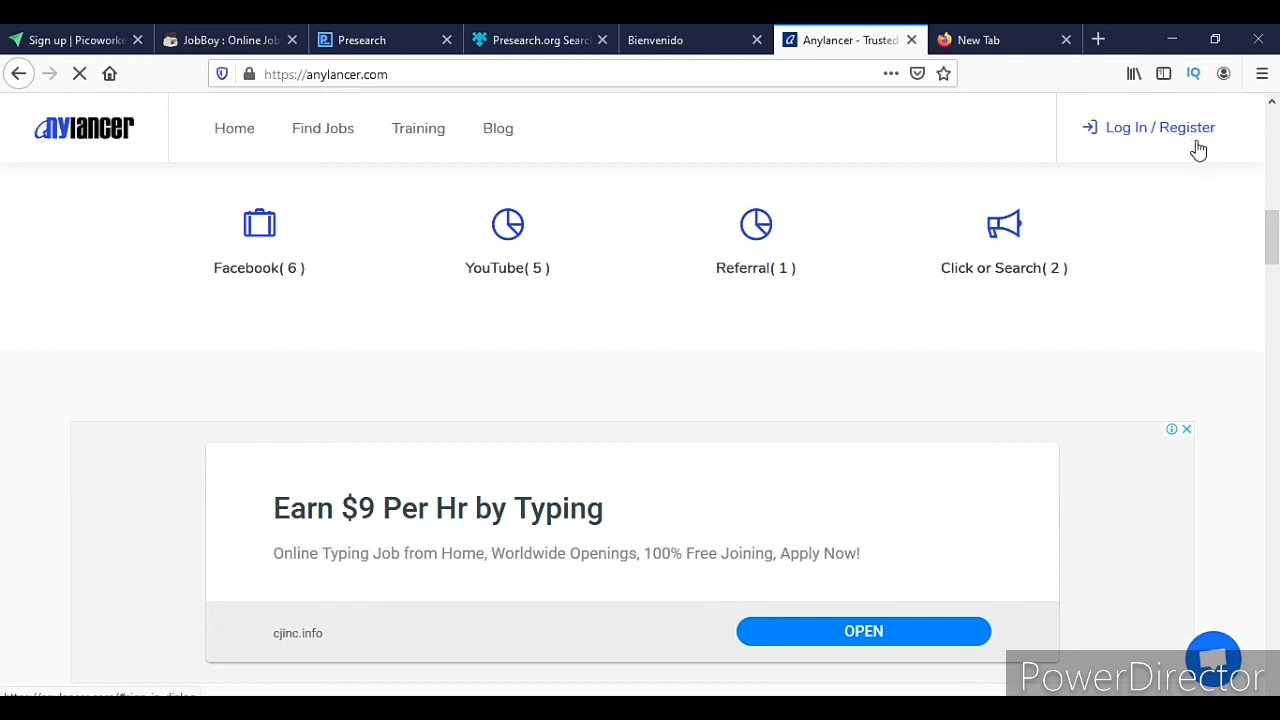 Sign up | Picoworke
JobBoy : Online Job
Presearch
Presearch.org Searc
Bienvenido
Anylancer - Trusted
New Tab
https://anylancer.com
IQ
anylancer
Home
Find Jobs
Training
Blog
Log In / Register
Facebook( 6 )
YouTube( 5 )
Referral( 1 )
Click or Search( 2 )
Earn $9 Per Hr by Typing
Online Typing Job from Home, Worldwide Openings, 100% Free Joining, Apply Now!
cjinc.info
OPEN
PowerDirector